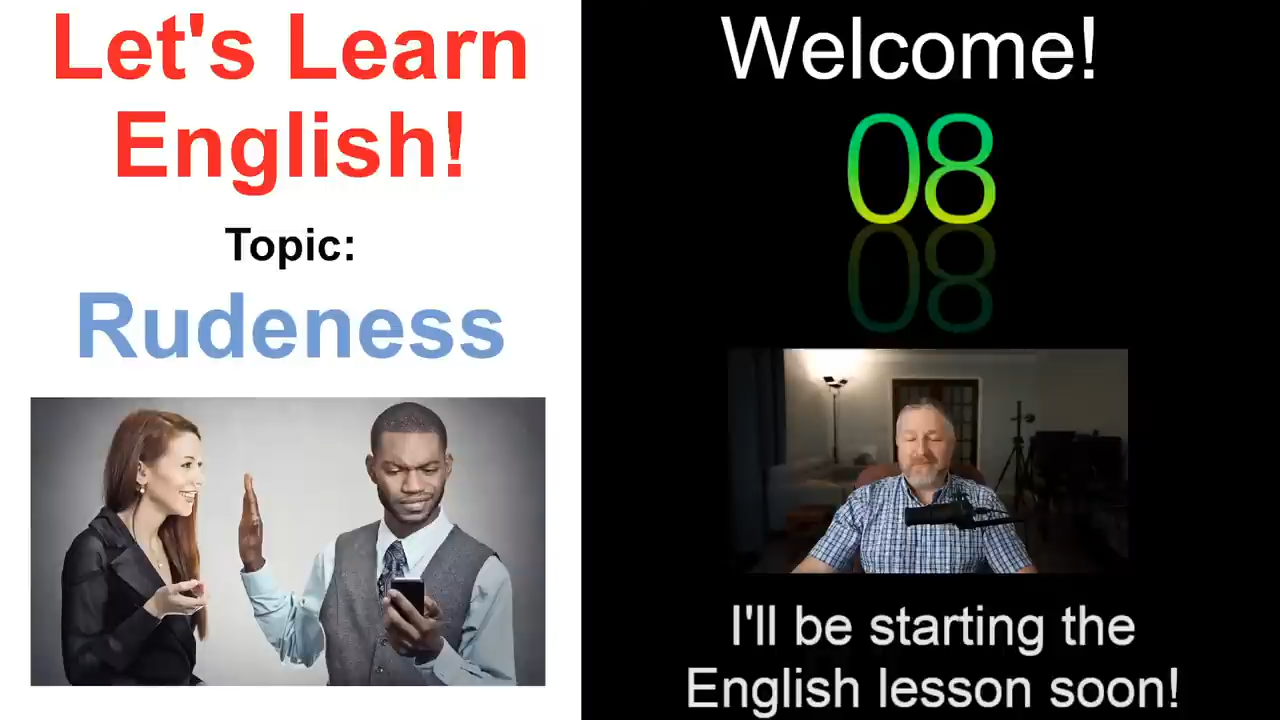 Let's Learn
English!
Topic:
Rudeness
Welcome!
08
I'll be starting the
English lesson soon!